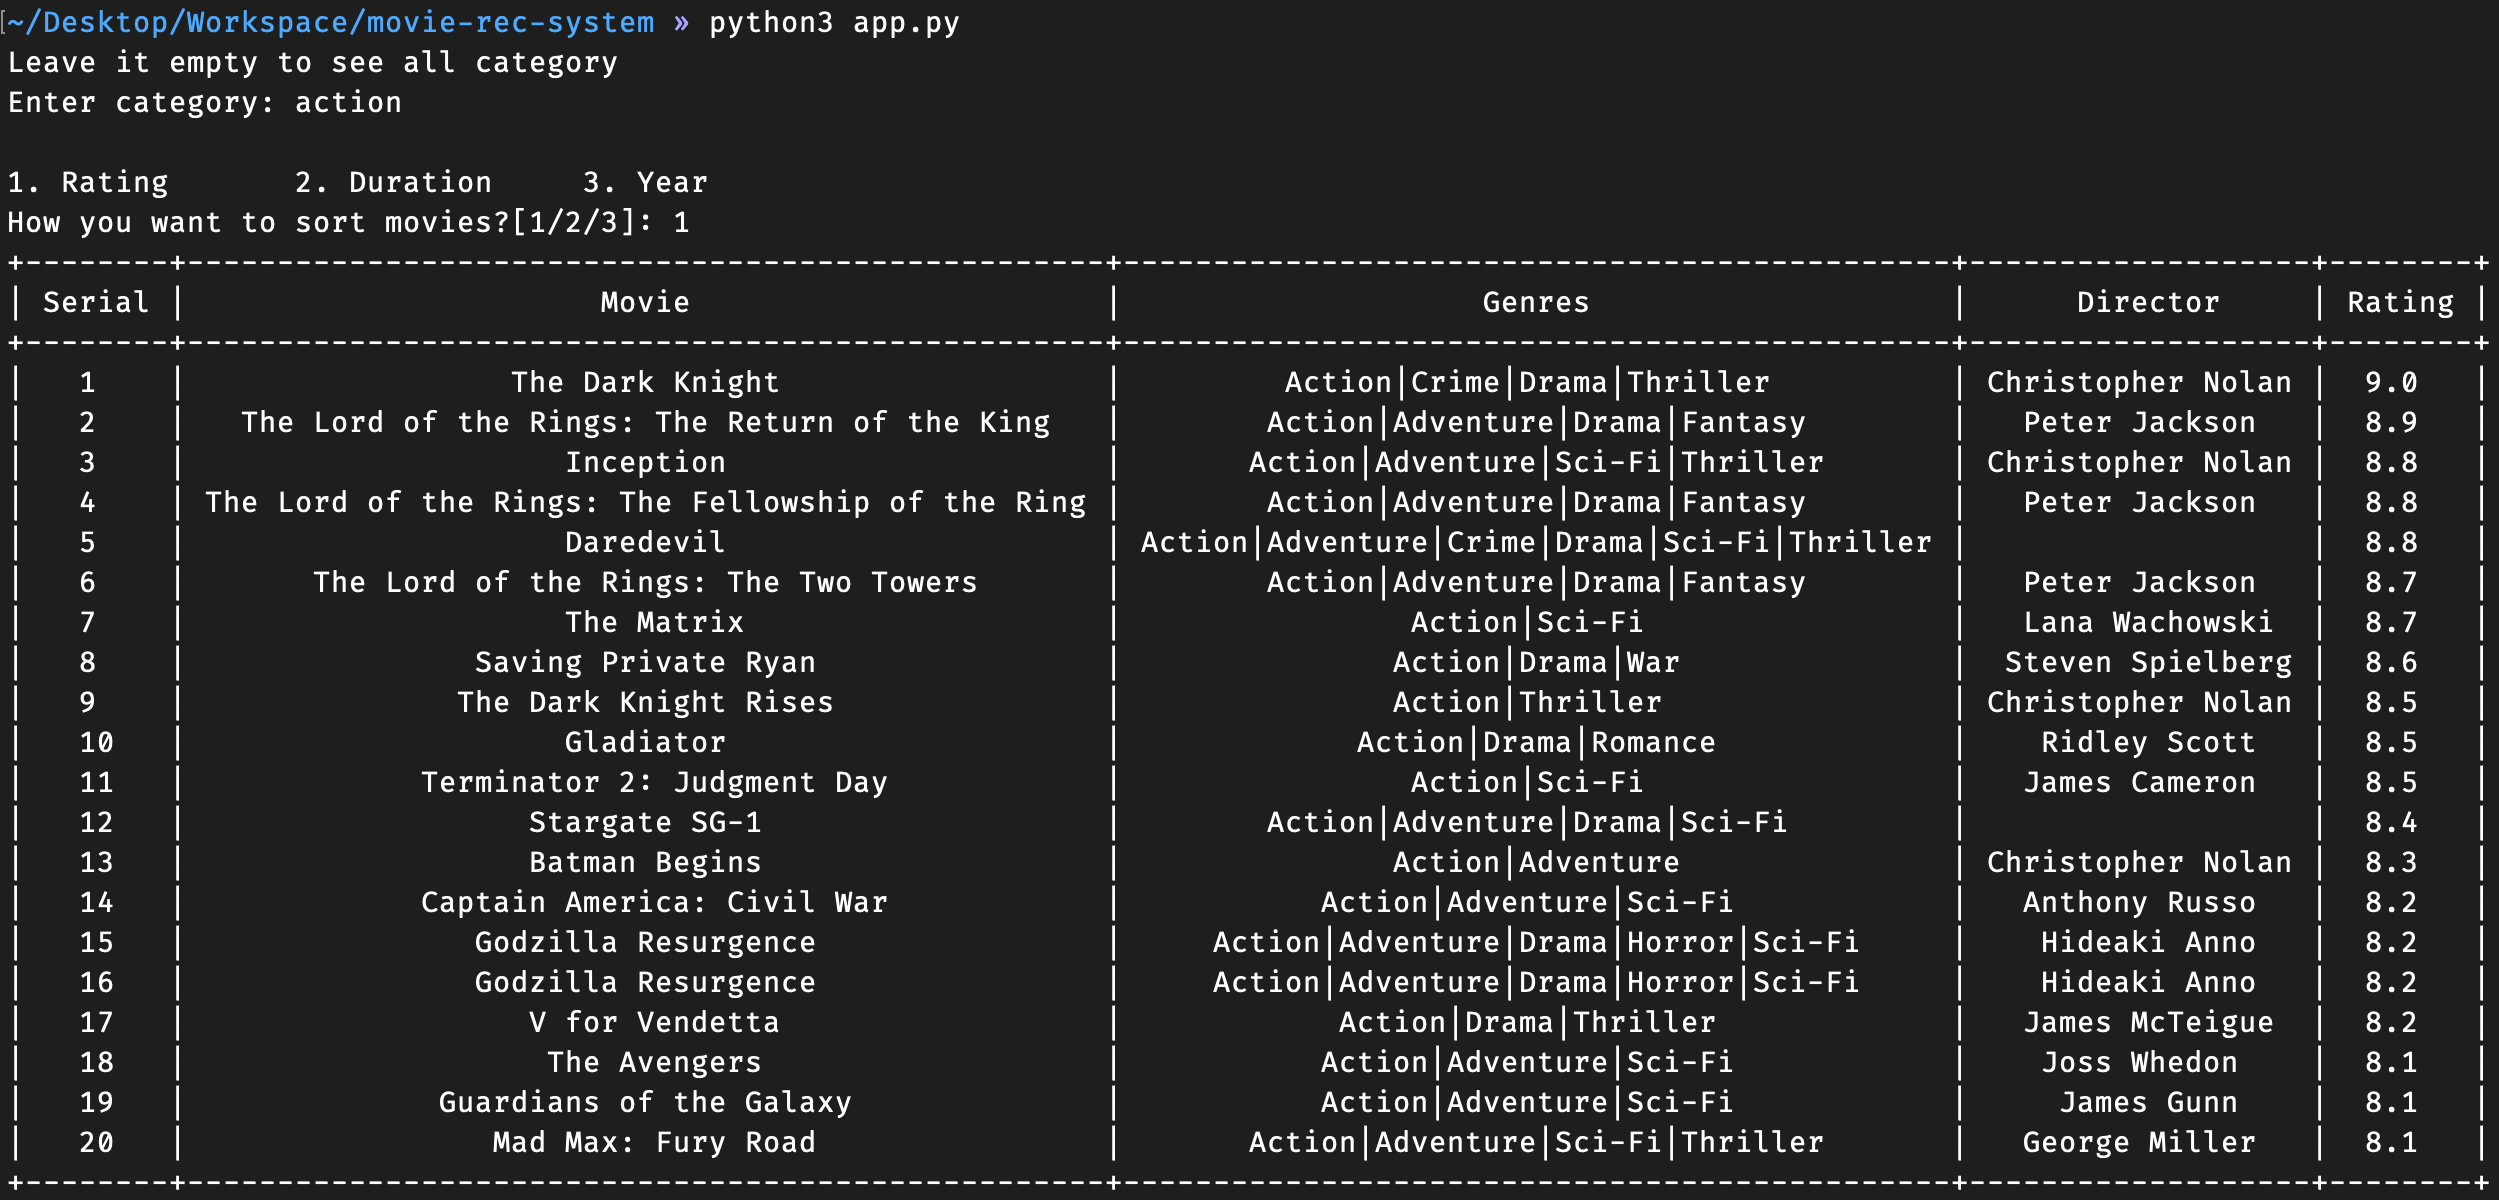 [~/Desktop/Workspace/movie-rec-system » python3 app.py
Leave it empty to see all category
Enter category: action
1. Rating       2. Duration     3. Year
How you want to sort movies?[1/2/3]: 1
+--------+---------------------------------------------------+----------------------------------------------+-------------------+--------+
| Serial |                       Movie                       |                    Genres                    |      Director     | Rating |
+--------+---------------------------------------------------+----------------------------------------------+-------------------+--------+
|   1    |                  The Dark Knight                  |         Action|Crime|Drama|Thriller          | Christopher Nolan |  9.0   |
|   2    |   The Lord of the Rings: The Return of the King   |        Action|Adventure|Drama|Fantasy        |   Peter Jackson   |  8.9   |
|   3    |                     Inception                     |       Action|Adventure|Sci-Fi|Thriller       | Christopher Nolan |  8.8   |
|   4    | The Lord of the Rings: The Fellowship of the Ring |        Action|Adventure|Drama|Fantasy        |   Peter Jackson   |  8.8   |
|   5    |                     Daredevil                     | Action|Adventure|Crime|Drama|Sci-Fi|Thriller |                   |  8.8   |
|   6    |       The Lord of the Rings: The Two Towers       |        Action|Adventure|Drama|Fantasy        |   Peter Jackson   |  8.7   |
|   7    |                     The Matrix                    |                Action|Sci-Fi                 |   Lana Wachowski  |  8.7   |
|   8    |                Saving Private Ryan                |               Action|Drama|War               |  Steven Spielberg |  8.6   |
|   9    |               The Dark Knight Rises               |               Action|Thriller                | Christopher Nolan |  8.5   |
|   10   |                     Gladiator                     |             Action|Drama|Romance             |    Ridley Scott   |  8.5   |
|   11   |             Terminator 2: Judgment Day            |                Action|Sci-Fi                 |   James Cameron   |  8.5   |
|   12   |                   Stargate SG-1                   |        Action|Adventure|Drama|Sci-Fi         |                   |  8.4   |
|   13   |                   Batman Begins                   |               Action|Adventure               | Christopher Nolan |  8.3   |
|   14   |             Captain America: Civil War            |           Action|Adventure|Sci-Fi            |   Anthony Russo   |  8.2   |
|   15   |                Godzilla Resurgence                |     Action|Adventure|Drama|Horror|Sci-Fi     |    Hideaki Anno   |  8.2   |
|   16   |                Godzilla Resurgence                |     Action|Adventure|Drama|Horror|Sci-Fi     |    Hideaki Anno   |  8.2   |
|   17   |                   V for Vendetta                  |            Action|Drama|Thriller             |   James McTeigue  |  8.2   |
|   18   |                    The Avengers                   |           Action|Adventure|Sci-Fi            |    Joss Whedon    |  8.1   |
|   19   |              Guardians of the Galaxy              |           Action|Adventure|Sci-Fi            |     James Gunn    |  8.1   |
|   20   |                 Mad Max: Fury Road                |       Action|Adventure|Sci-Fi|Thriller       |   George Miller   |  8.1   |
+--------+---------------------------------------------------+----------------------------------------------+-------------------+--------+